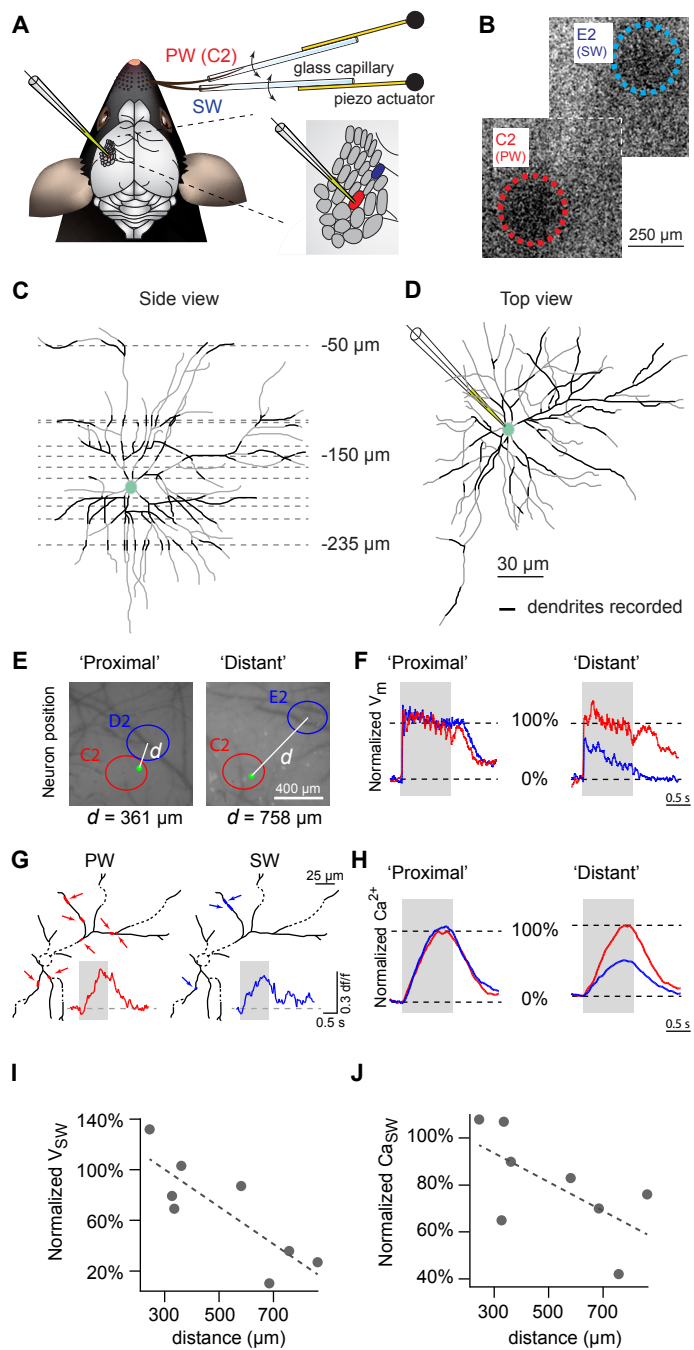 A
PW (C2)
glass capillary
SW
piezo actuator
B
E2
(SW)
C2
(PW)
250 µm
C
Side view
-50 µm
-150 µm
-235 µm
D
Top view
30 µm
dendrites recorded
E
'Proximal'
'Distant'
Neuron position
D2
C2
d
E2
C2
d
400 µm
d = 361 µm
d = 758 µm
F
'Proximal'
'Distant'
Normalized Vm
100%
0%
0.5 s
G
PW
SW
25 µm
0.3 df/f
0.5 s
H
'Proximal'
'Distant'
Normalized Ca2+
100%
0%
0.5 s
I
Normalized VSW
140%
100%
60%
20%
300 500 700
distance (µm)
J
Normalized CaSW
100%
80%
60%
40%
300 500 700
distance (µm)